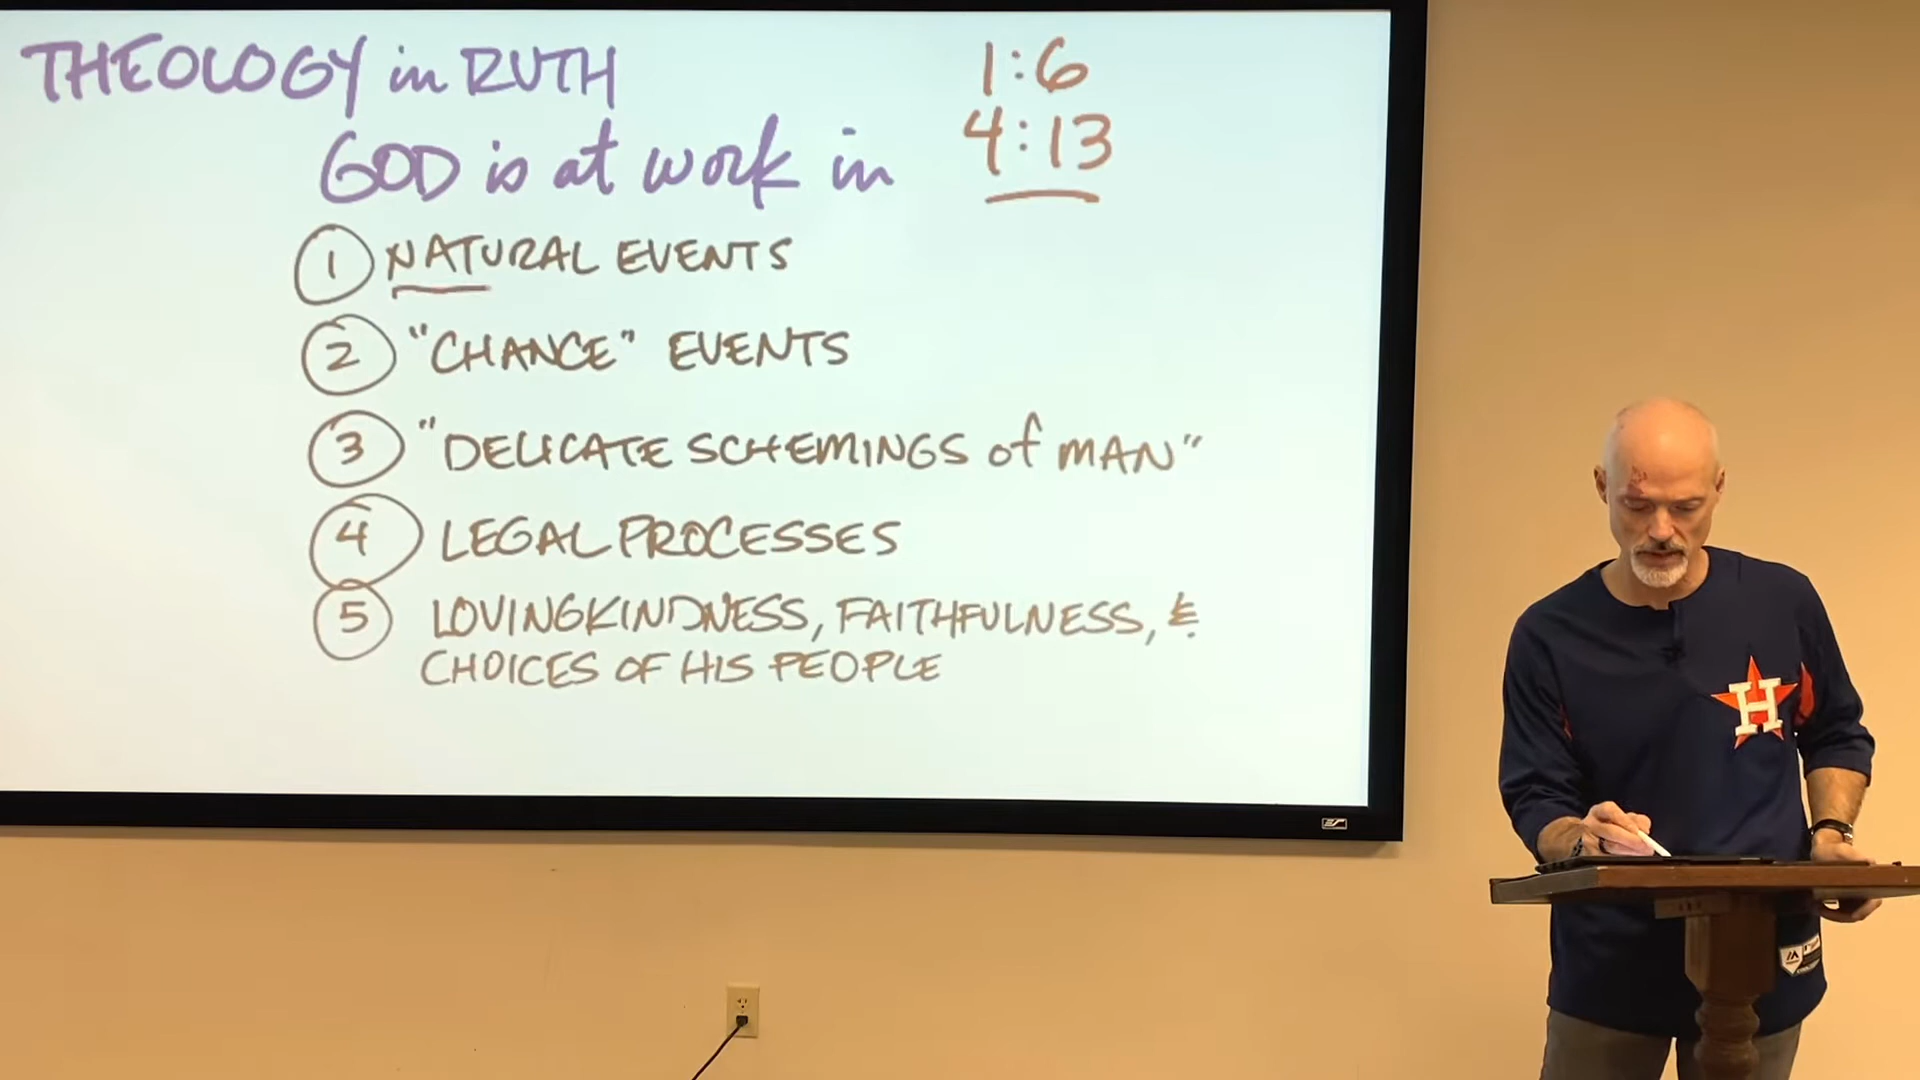 THEOLOGY in RUTH
1:6
GOD is at work in
4:13
1 NATURAL EVENTS
2 "CHANCE" EVENTS
3 "DELICATE SCHEMINGS of MAN"
4 LEGAL PROCESSES
5 LOVINGKINDNESS, FAITHFULNESS, &
CHOICES OF HIS PEOPLE
H